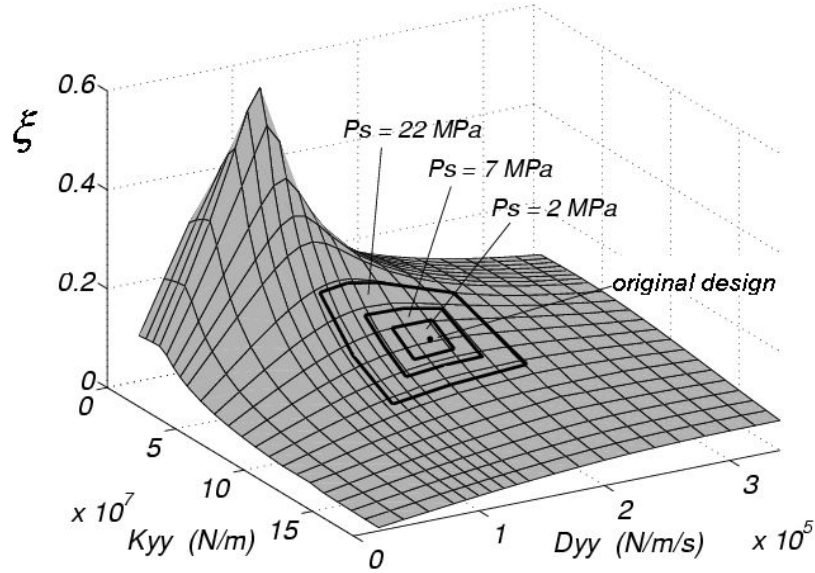 0.6
ξ
Ps = 22 MPa
0.4
Ps = 7 MPa
Ps = 2 MPa
0.2
original design
0
0
5
10
15
x 10^7
Kyy (N/m)
0
1
2
3
Dyy (N/m/s)
x 10^5